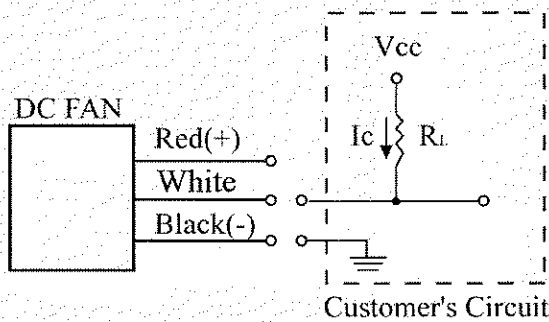 Vcc
DC FAN
Red(+)
Ic
RL
White
Black(-)
Customer's Circuit